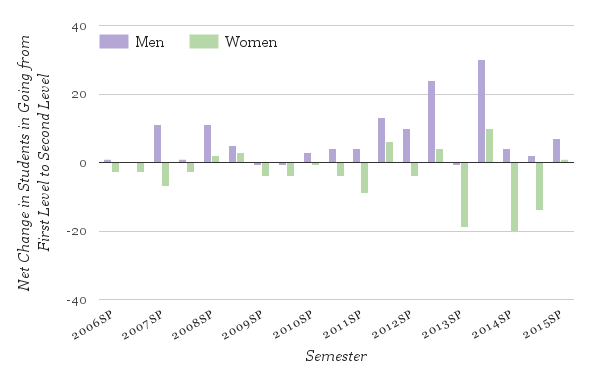 40
Men
Women
20
0
-20
-40
Net Change in Students in Going from
First Level to Second Level
2006SP
2007SP
2008SP
2009SP
2010SP
2011SP
2012SP
2013SP
2014SP
2015SP
Semester